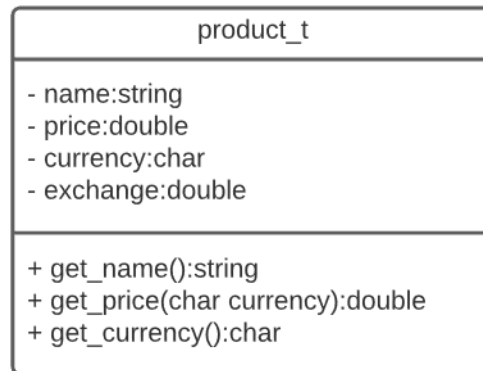 product_t
- name:string
- price:double
- currency:char
- exchange:double
+ get_name():string
+ get_price(char currency):double
+ get_currency():char